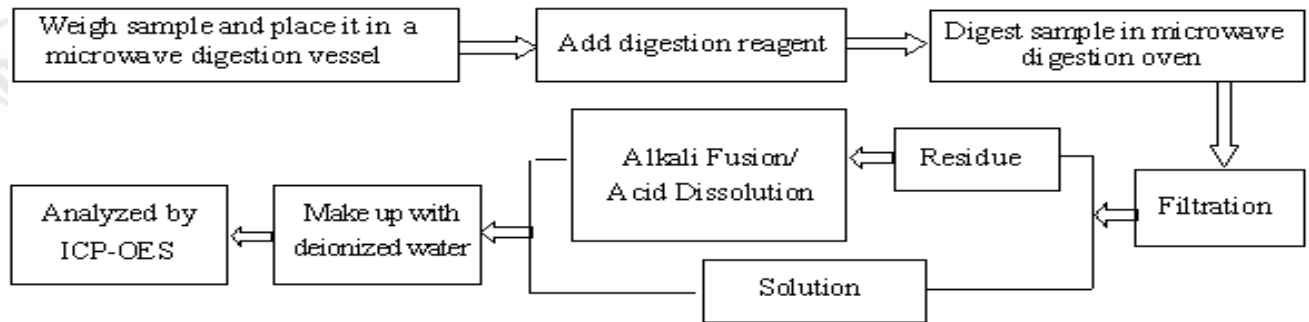 Weigh sample and place it in a
microwave digestion vessel
Add digestion reagent
Digest sample in microwave
digestion oven
Filtration
Residue
Alkali Fusion/
Acid Dissolution
Solution
Make up with
deionized water
Analyzed by
ICP-OES